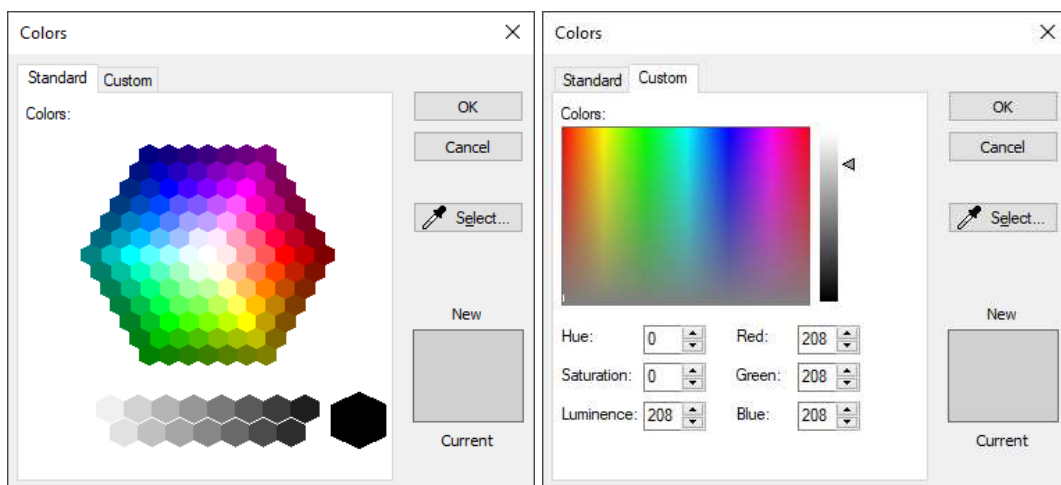 Colors
Standard Custom
Colors:
OK
Cancel
Select...
New
Current
Colors
Standard Custom
Colors:
OK
Cancel
Select...
New
Hue: 0 Red: 208
Saturation: 0 Green: 208
Luminence: 208 Blue: 208
Current